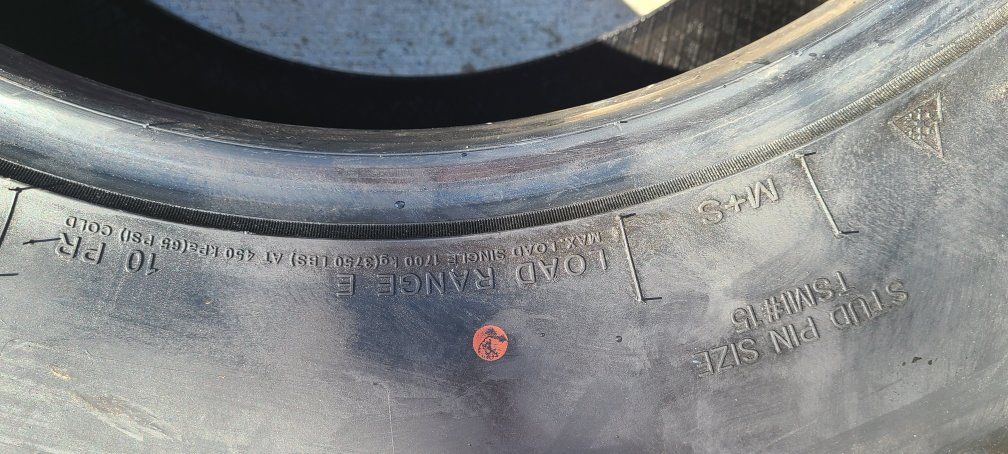 STUD PIN SIZE
TSMI#15
M+S
LOAD RANGE E
10 PR
MAX. LOAD SINGLE 1700 kg(3750 LBS) AT 450 KPa(65 PSI) COLD